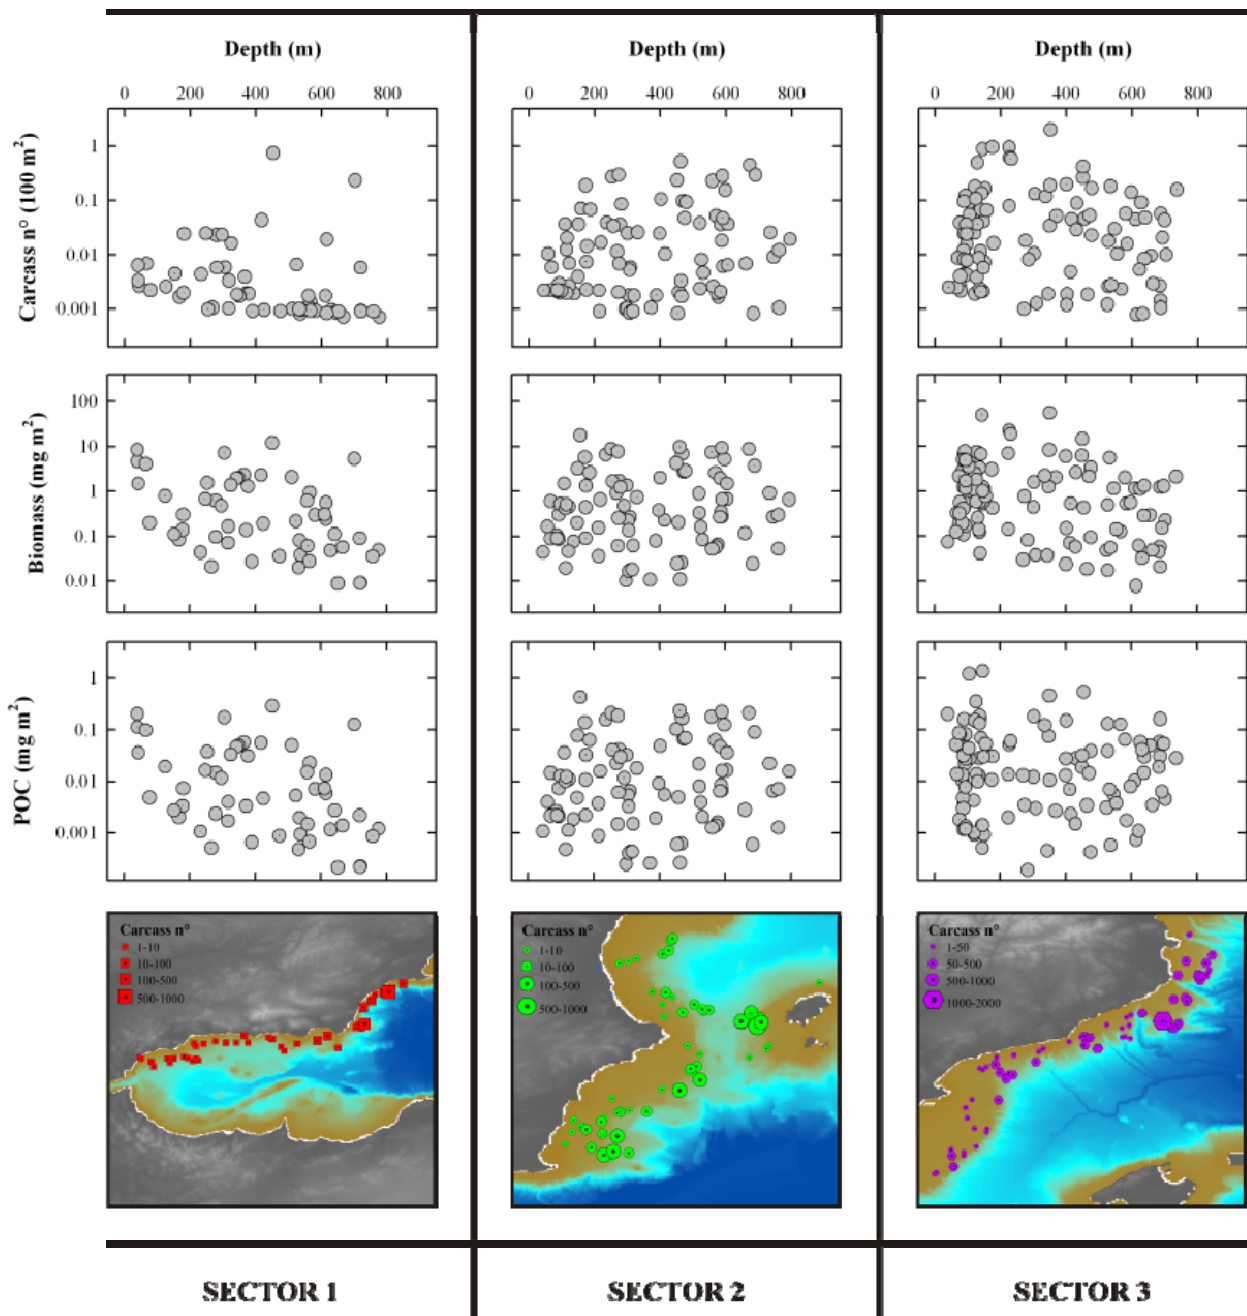 Depth (m) Depth (m) Depth (m)
0 200 400 600 800 0 200 400 600 800 0 200 400 600 800
Carcass n° (100 m²)
1
0.1
0.01
0.001
Biomass (mg m²)
100
10
1
0.1
0.01
POC (mg m²)
1
0.1
0.01
0.001
Carcass n°
1-10
10-100
100-500
500-1000
Carcass n°
1-10
10-100
100-500
500-1000
Carcass n°
1-50
50-500
500-1000
1000-2000
SECTOR 1 SECTOR 2 SECTOR 3